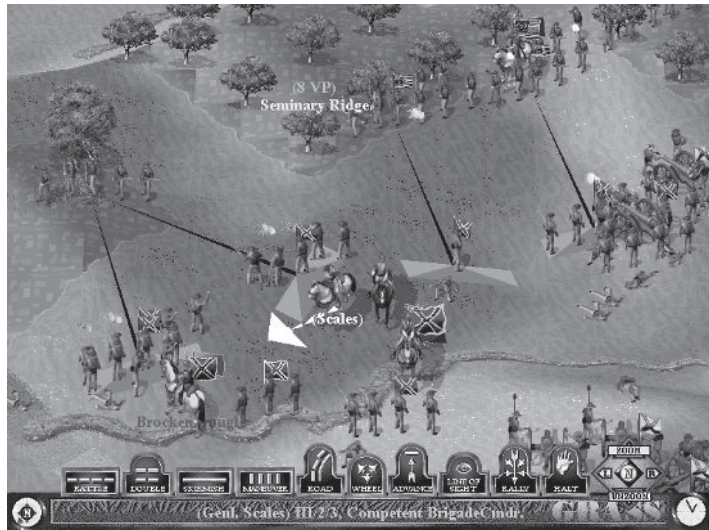 (8 VP)
Seminary Ridge
(Scales)
ZOOM
BATTLE
DOUBLE
SKIRMISH
MANEUVER
ROAD
WHEEL
ADVANCE
LINE OF
SIGHT
RALLY
HALT
N
UNZOOM
N
(Genl. Scales) III/2/3, Competent BrigadeCmdr.
GRASS